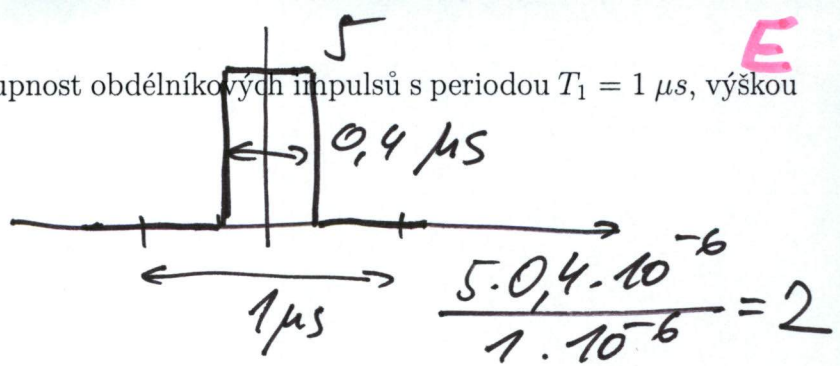 5
E
upnost obdélníkových impulsů s periodou T₁ = 1 μs, výškou
0,4 μs
1μs
5·0,4·10⁻⁶
1·10⁻⁶ = 2